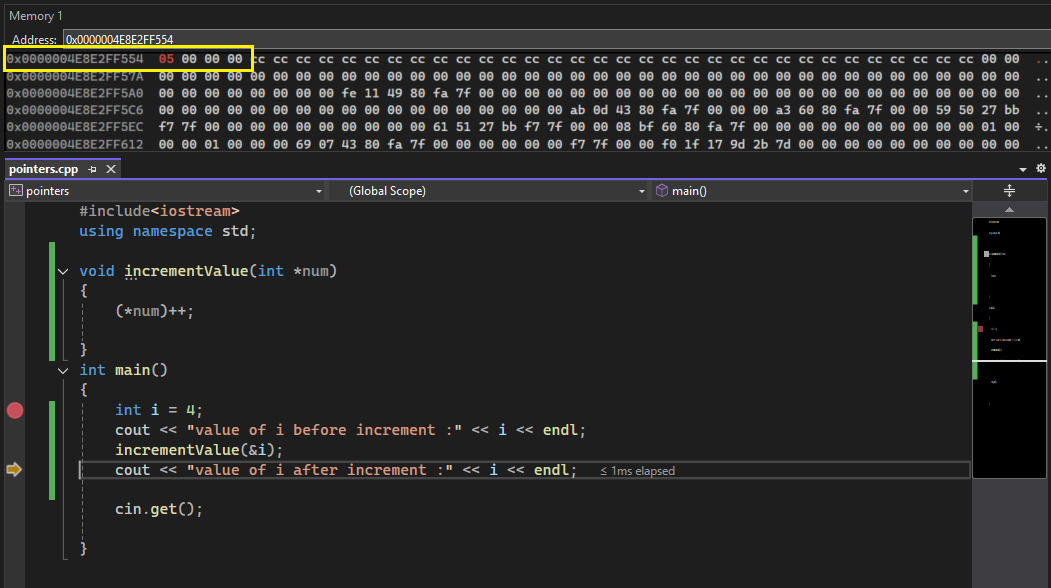 Memory 1
Address: 0x0000004E8E2FF554
0x0000004E8E2FF554 05 00 00 00 cc cc cc cc cc cc cc cc cc cc cc cc cc cc cc cc cc cc cc cc cc cc cc cc cc cc cc cc cc cc cc cc 00 00 ..
0x0000004E8E2FF57A 00 00 00 00 00 00 00 00 00 00 00 00 00 00 00 00 00 00 00 00 00 00 00 00 00 00 00 00 00 00 00 00 00 00 00 00 00 00 ..
0x0000004E8E2FF5A0 00 00 00 00 00 00 00 00 fe 11 49 80 fa 7f 00 00 00 00 00 00 00 00 00 00 00 00 00 00 00 00 00 00 00 00 00 00 00 00 ..
0x0000004E8E2FF5C6 00 00 00 00 00 00 00 00 00 00 00 00 00 00 00 00 00 00 ab 0d 43 80 fa 7f 00 00 00 00 a3 60 80 fa 7f 00 00 00 59 50 27 bb ..
0x0000004E8E2FF5EC f7 7f 00 00 00 00 00 00 00 00 00 00 61 51 27 bb f7 7f 00 00 08 bf 60 80 fa 7f 00 00 00 00 00 00 00 00 00 00 01 00 ÷.
0x0000004E8E2FF612 00 00 01 00 00 00 69 07 43 80 fa 7f 00 00 00 00 00 00 f7 7f 00 00 f0 1f 17 9d 2b 7d 00 00 00 00 00 00 00 00 00 00 ..
pointers.cpp
pointers (Global Scope) main()
#include<iostream>
using namespace std;
void incrementValue(int *num)
{
(*num)++;
}
int main()
{
int i = 4;
cout << "value of i before increment :" << i << endl;
incrementValue(&i);
cout << "value of i after increment :" << i << endl; ≤ 1ms elapsed
cin.get();
}